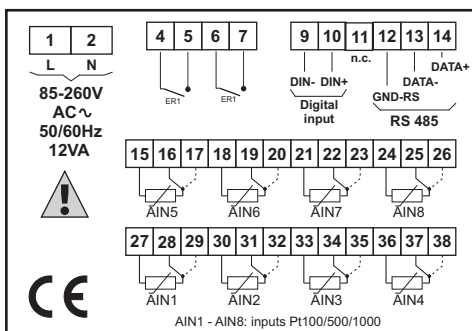 1 2
L N
85-260V
AC∿
50/60Hz
12VA
4 5 6 7
ER1 ER1
9 10 11 12 13 14
DIN- DIN+ n.c. GND-RS DATA- DATA+
Digital
input
RS 485
15 16 17 18 19 20 21 22 23 24 25 26
AIN5 AIN6 AIN7 AIN8
27 28 29 30 31 32 33 34 35 36 37 38
AIN1 AIN2 AIN3 AIN4
CE
AIN1 - AIN8: inputs Pt100/500/1000